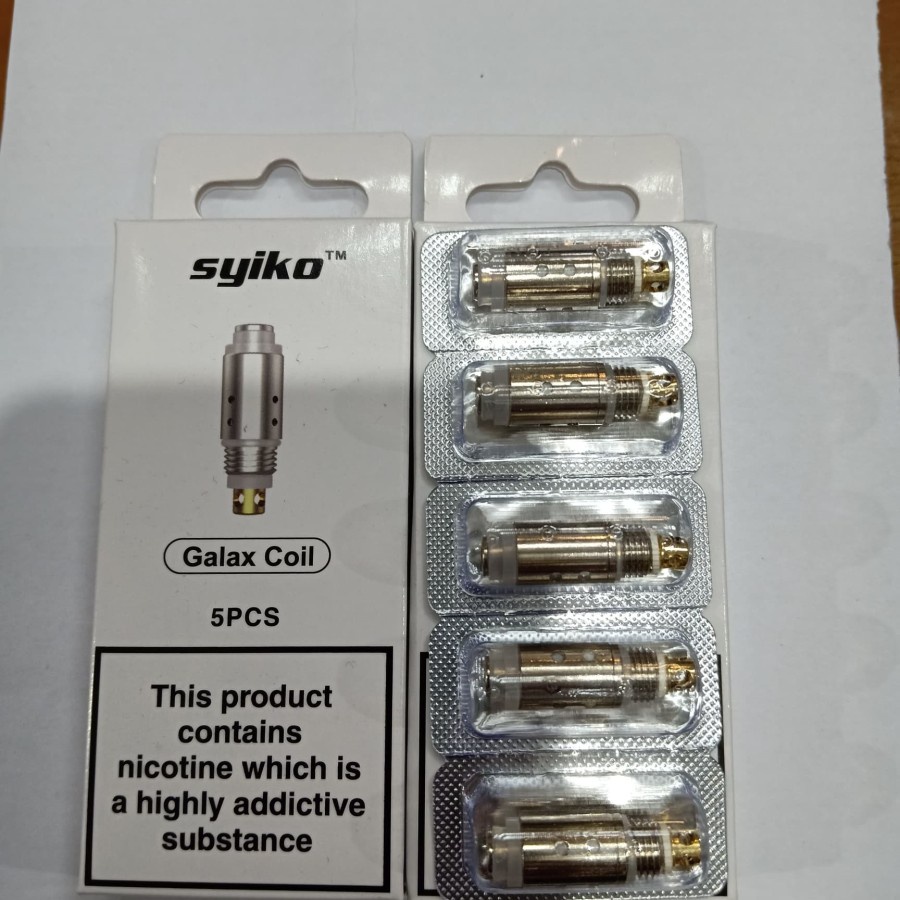 syiko™
Galax Coil
5PCS
This product
contains
nicotine which is
a highly addictive
substance